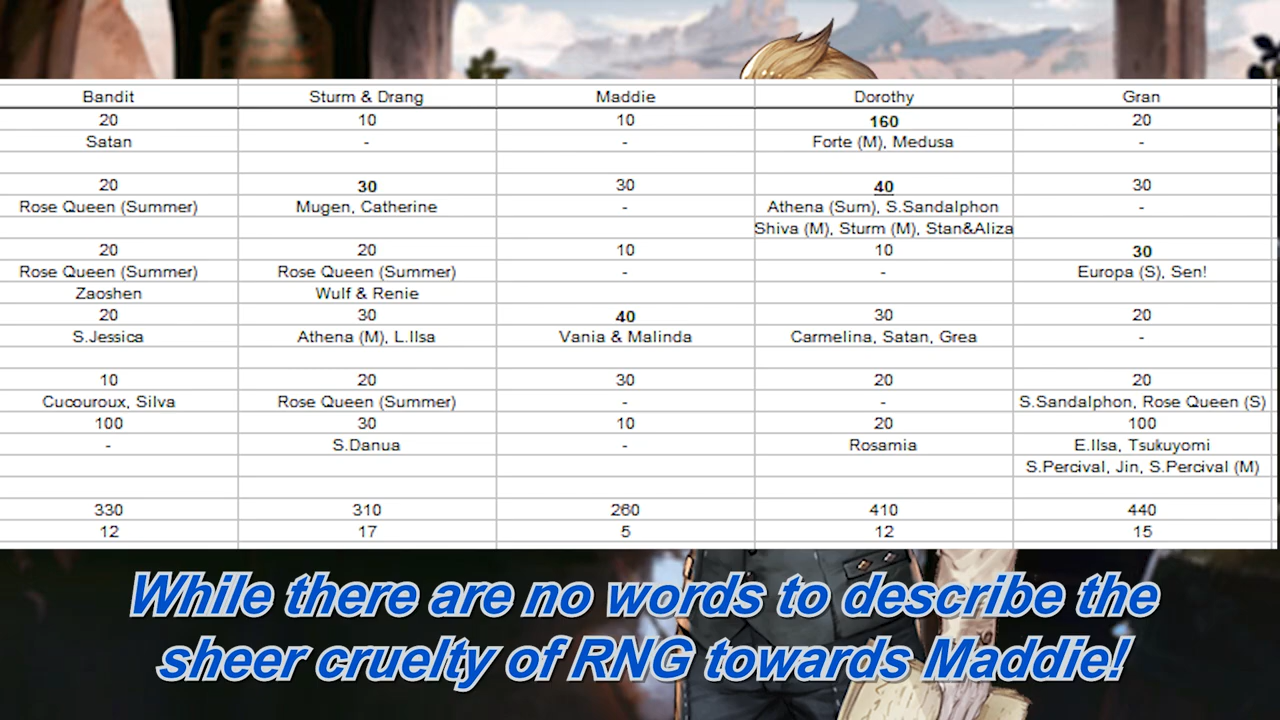 Bandit Sturm & Drang Maddie Dorothy Gran
20 10 10 160 20
Satan - - Forte (M), Medusa -
20 30 30 40 30
Rose Queen (Summer) Mugen, Catherine - Athena (Sum), S.Sandalphon -
Shiva (M), Sturm (M), Stan&Aliza
20 20 10 10 30
Rose Queen (Summer) Rose Queen (Summer) - - Europa (S), Sen!
Zaoshen Wulf & Renie
20 30 40 30 20
S.Jessica Athena (M), L.Ilsa Vania & Malinda Carmelina, Satan, Grea -
10 20 30 20 20
Cucouroux, Silva Rose Queen (Summer) - - S.Sandalphon, Rose Queen (S)
100 30 10 20 100
- S.Danua - Rosamia E.Ilsa, Tsukuyomi
S.Percival, Jin, S.Percival (M)
330 310 260 410 440
12 17 5 12 15
While there are no words to describe the
sheer cruelty of RNG towards Maddie!